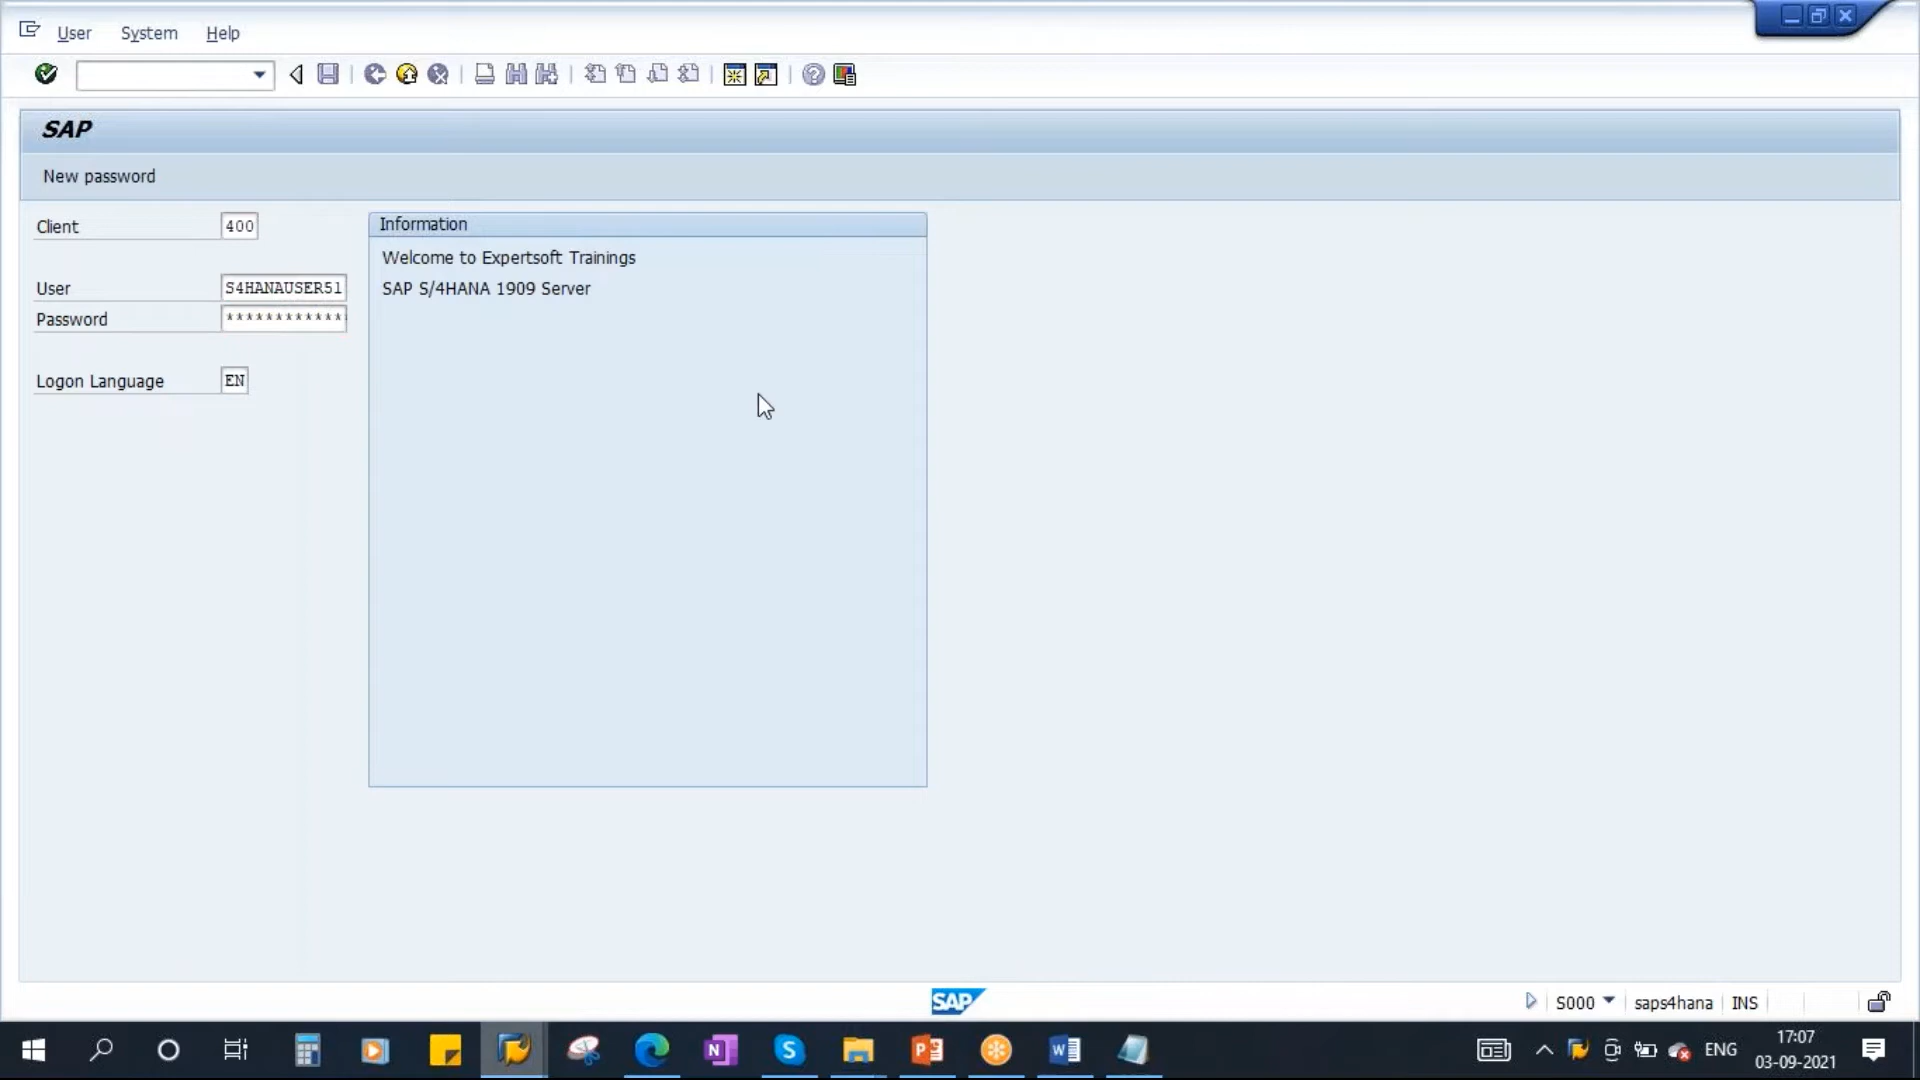 User System Help
SAP
New password
Client 400
Information
Welcome to Expertsoft Trainings
User S4HANAUSER51
SAP S/4HANA 1909 Server
Password ************
Logon Language EN
SAP
S000 saps4hana INS
ENG
17:07
03-09-2021